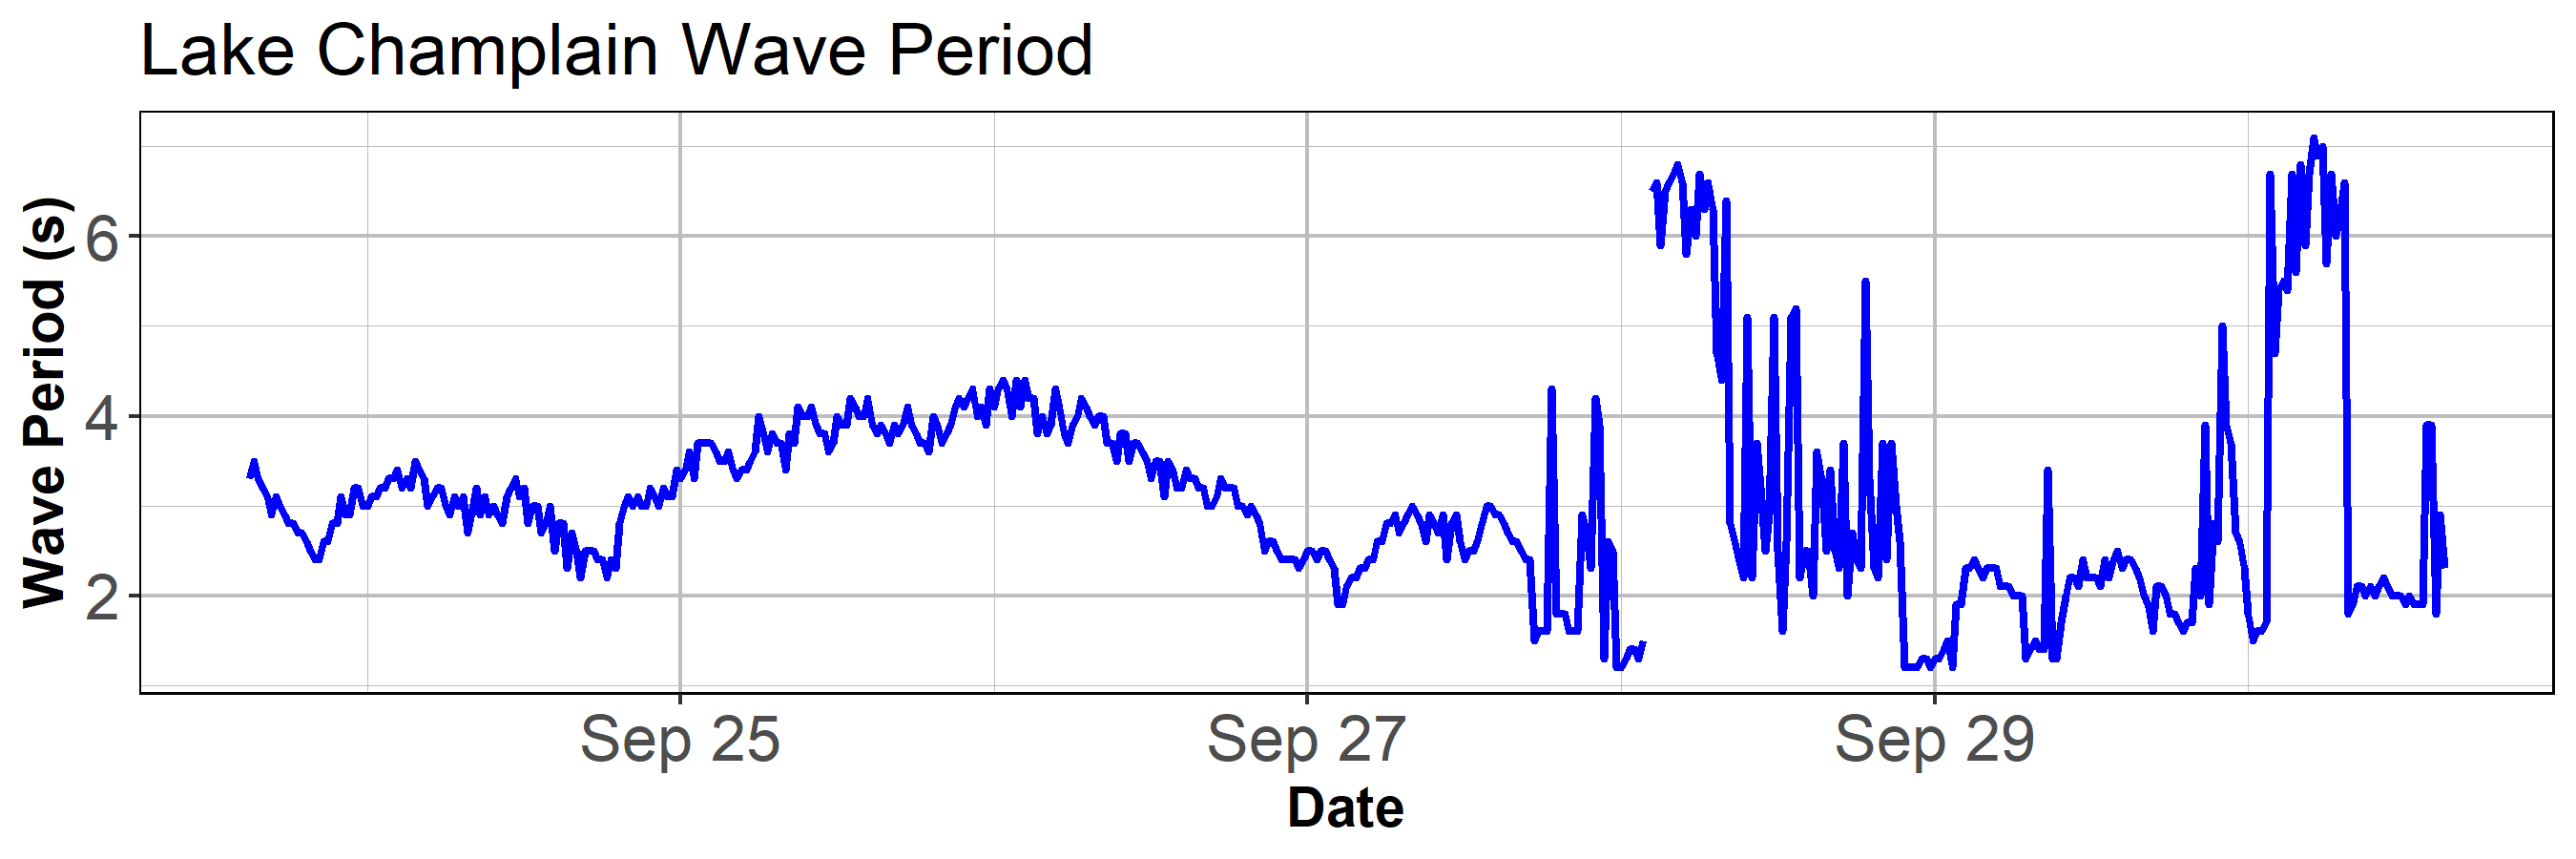 Lake Champlain Wave Period
Wave Period (s)
6
4
2
Sep 25
Sep 27
Sep 29
Date